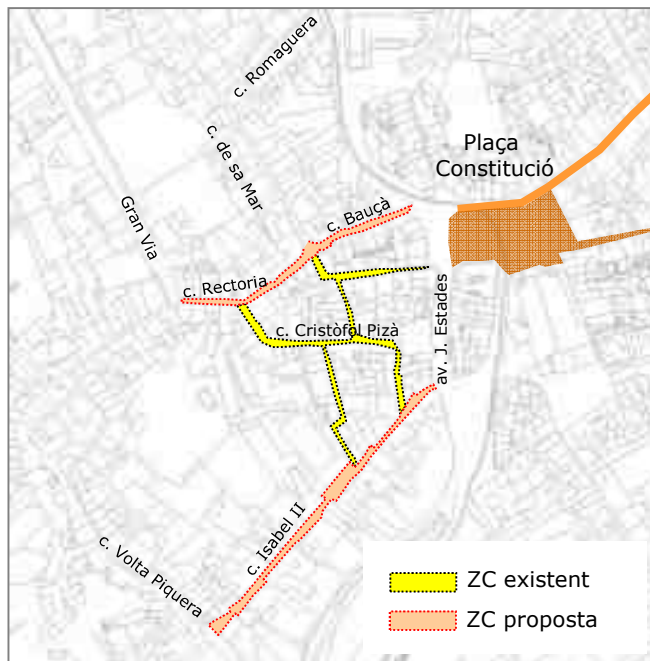 c. Romaguera
c. de sa Mar
Plaça
Constitució
Gran Via
c. Bauçà
c. Rectoria
c. Cristòfol Pizà
av. J. Estades
c. Isabel II
c. Volta Piquera
ZC existent
ZC proposta